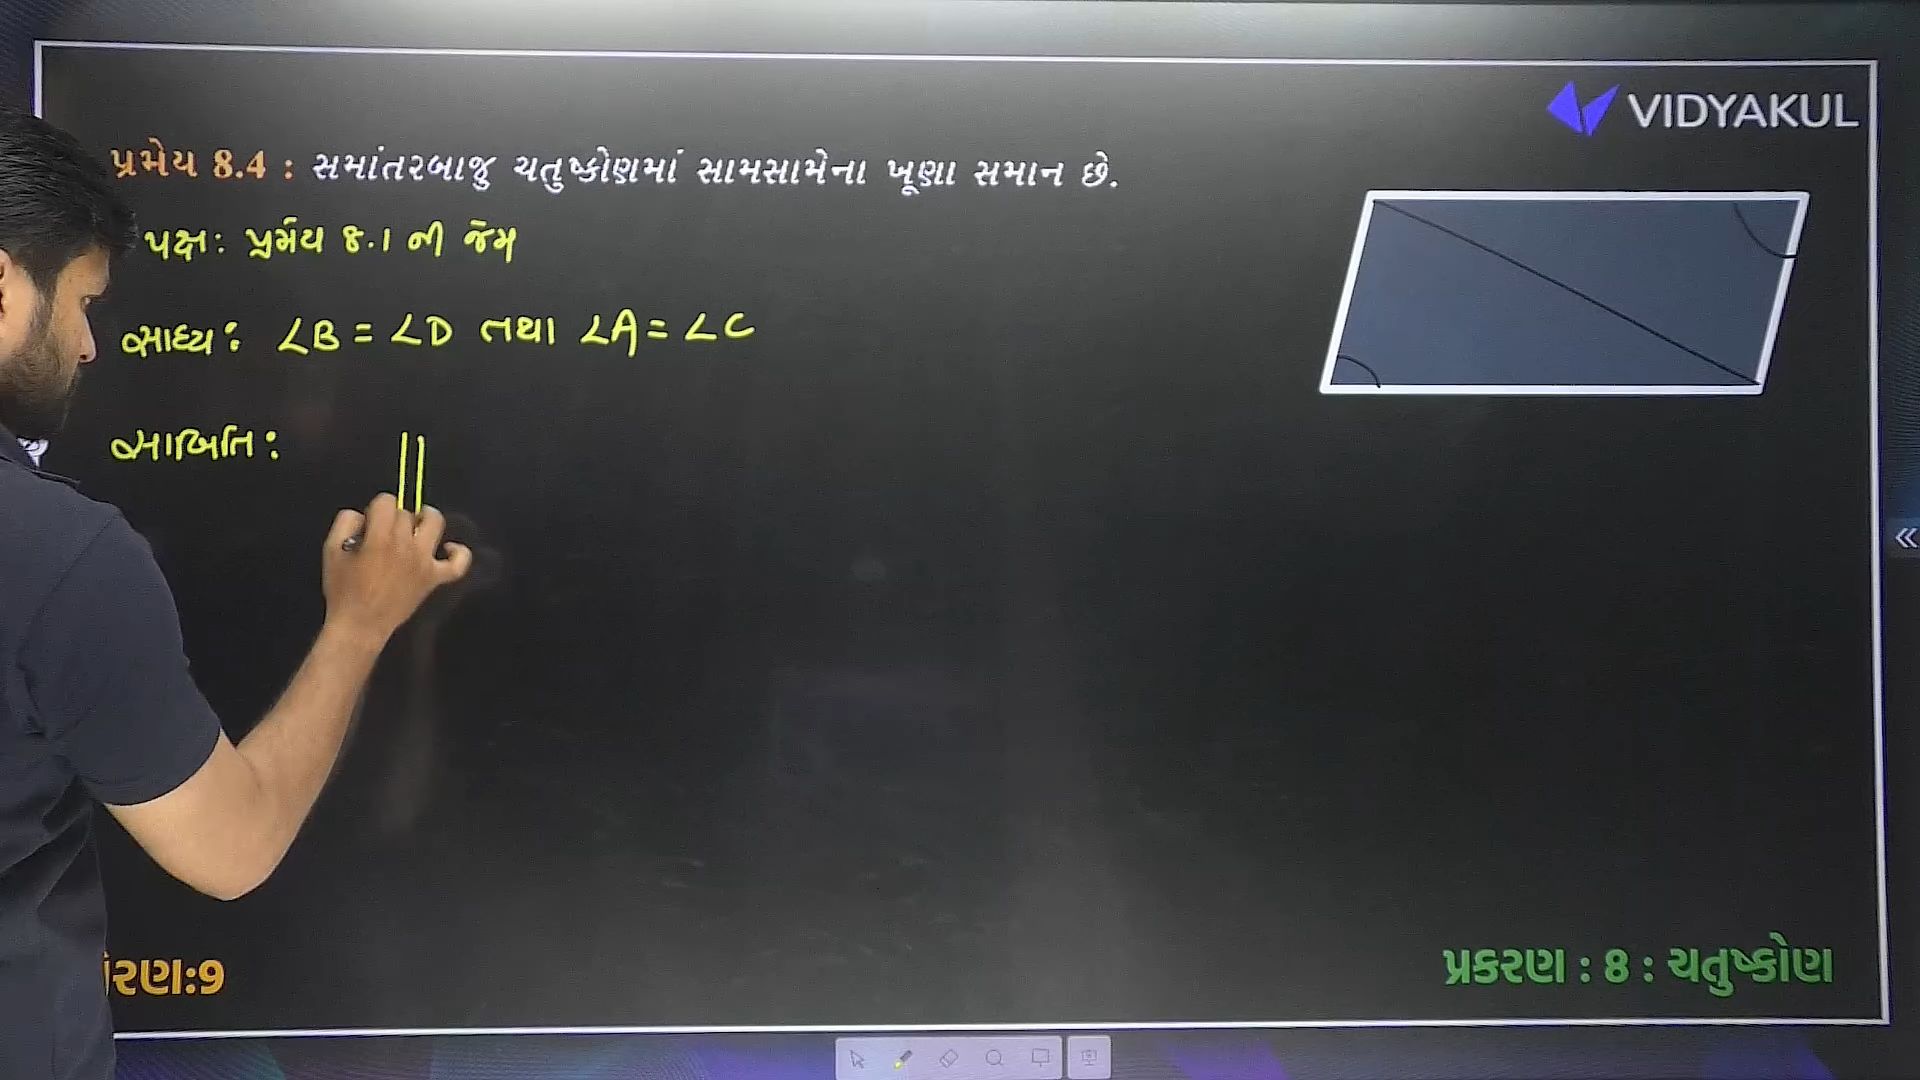 VIDYAKUL
પ્રમેય 8.4 : સમાંતરબાજુ ચતુષ્કોણમાં સામસામેના ખૂણા સમાન છે.
પક્ષ: પ્રમેય 8.1 ની જેમ
સાધ્ય: ∠B = ∠D તથા ∠A = ∠C
સાબિતિ:
રણ:9
પ્રકરણ : 8 : ચતુષ્કોણ